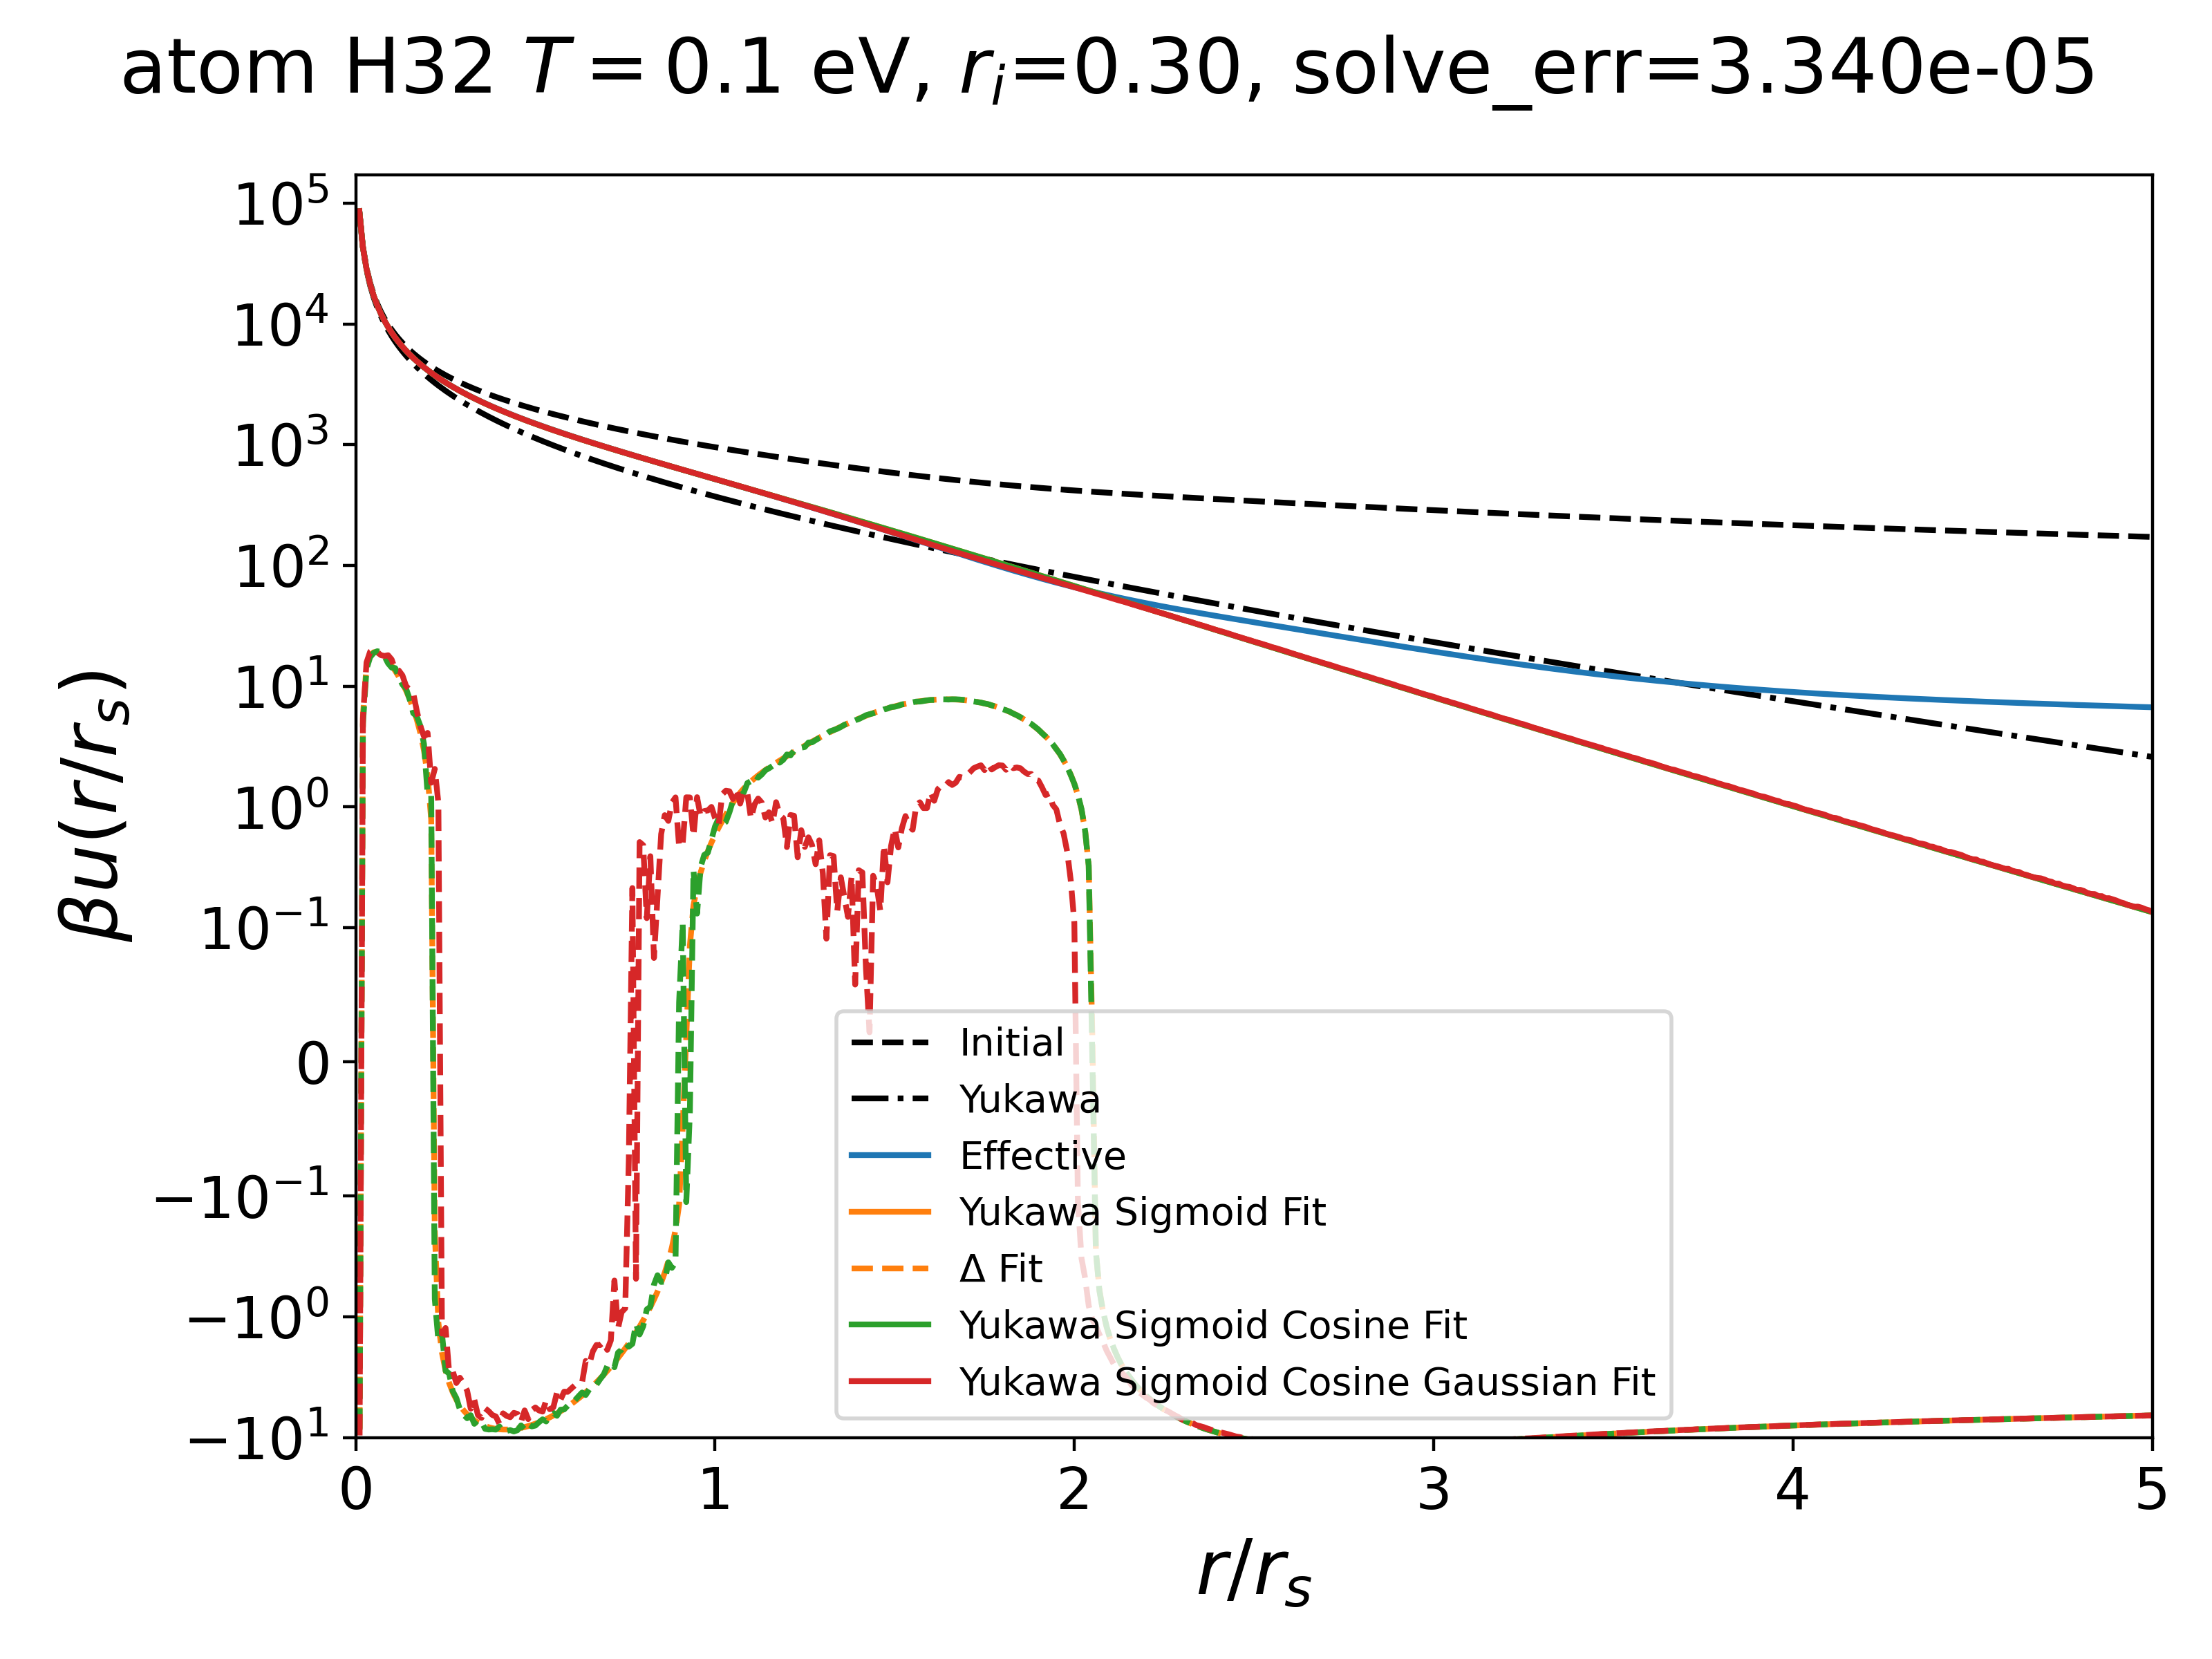 atom H32 T = 0.1 eV, r_i=0.30, solve_err=3.340e-05
βu(r/r_s)
10^5
10^4
10^3
10^2
10^1
10^0
10^−1
0
−10^−1
−10^0
−10^1
Initial
Yukawa
Effective
Yukawa Sigmoid Fit
Δ Fit
Yukawa Sigmoid Cosine Fit
Yukawa Sigmoid Cosine Gaussian Fit
0 1 2 3 4 5
r/r_s